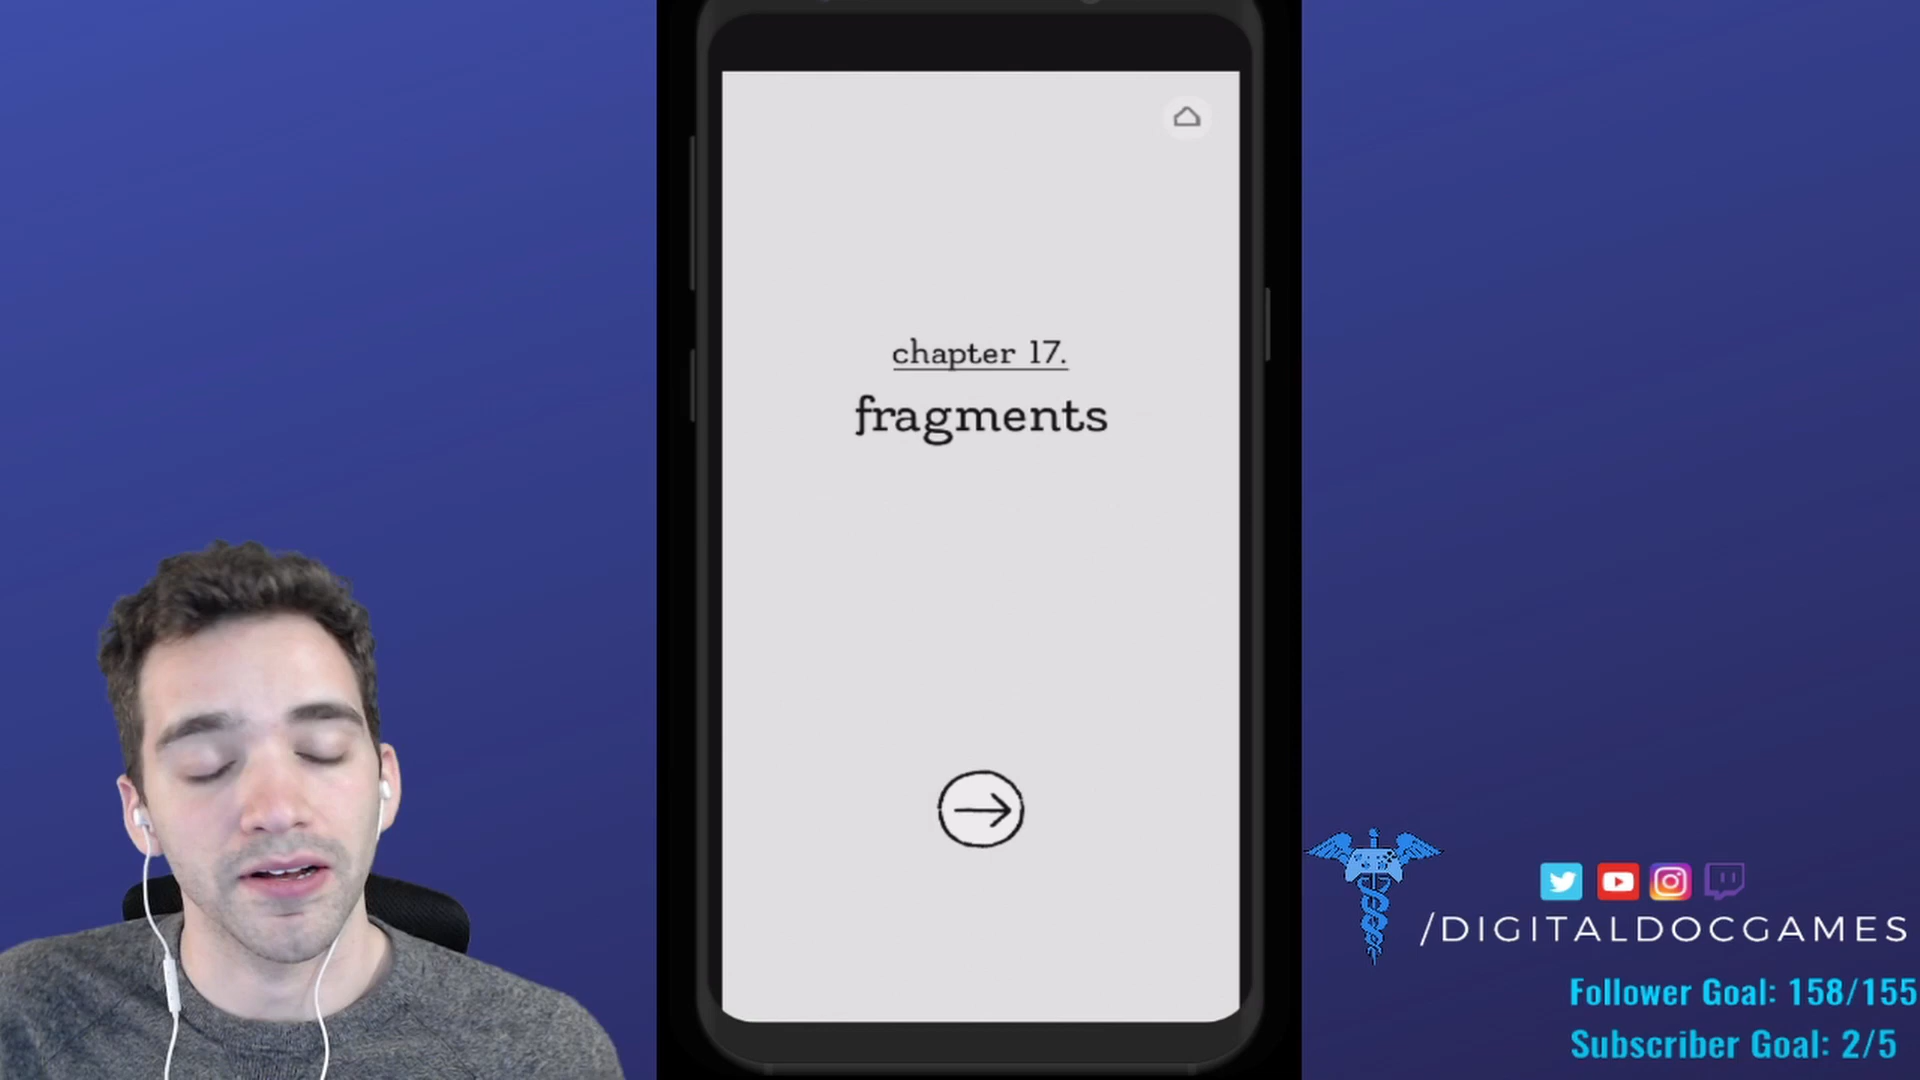 chapter 17.
fragments
/DIGITALDOCGAMES
Follower Goal: 158/155
Subscriber Goal: 2/5